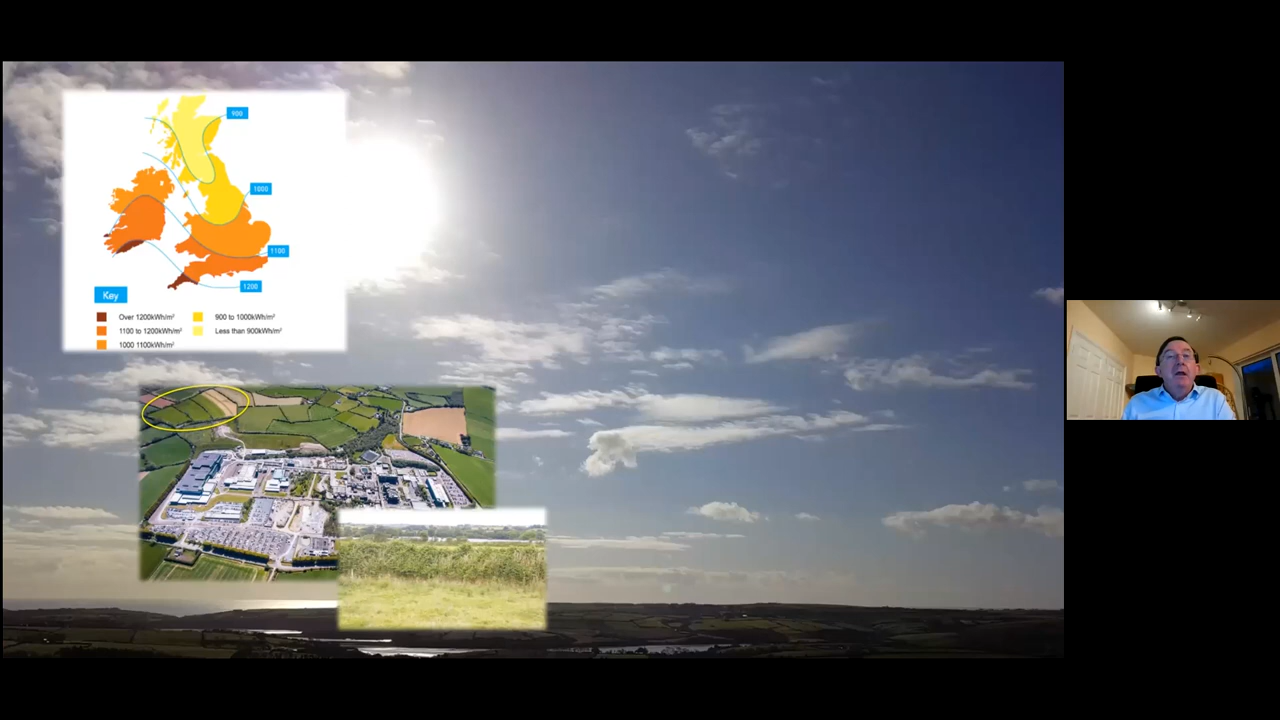 900
1000
1100
1200
Key
Over 1200kWh/m²
1100 to 1200kWh/m²
1000 1100kWh/m²
900 to 1000kWh/m²
Less than 900kWh/m²